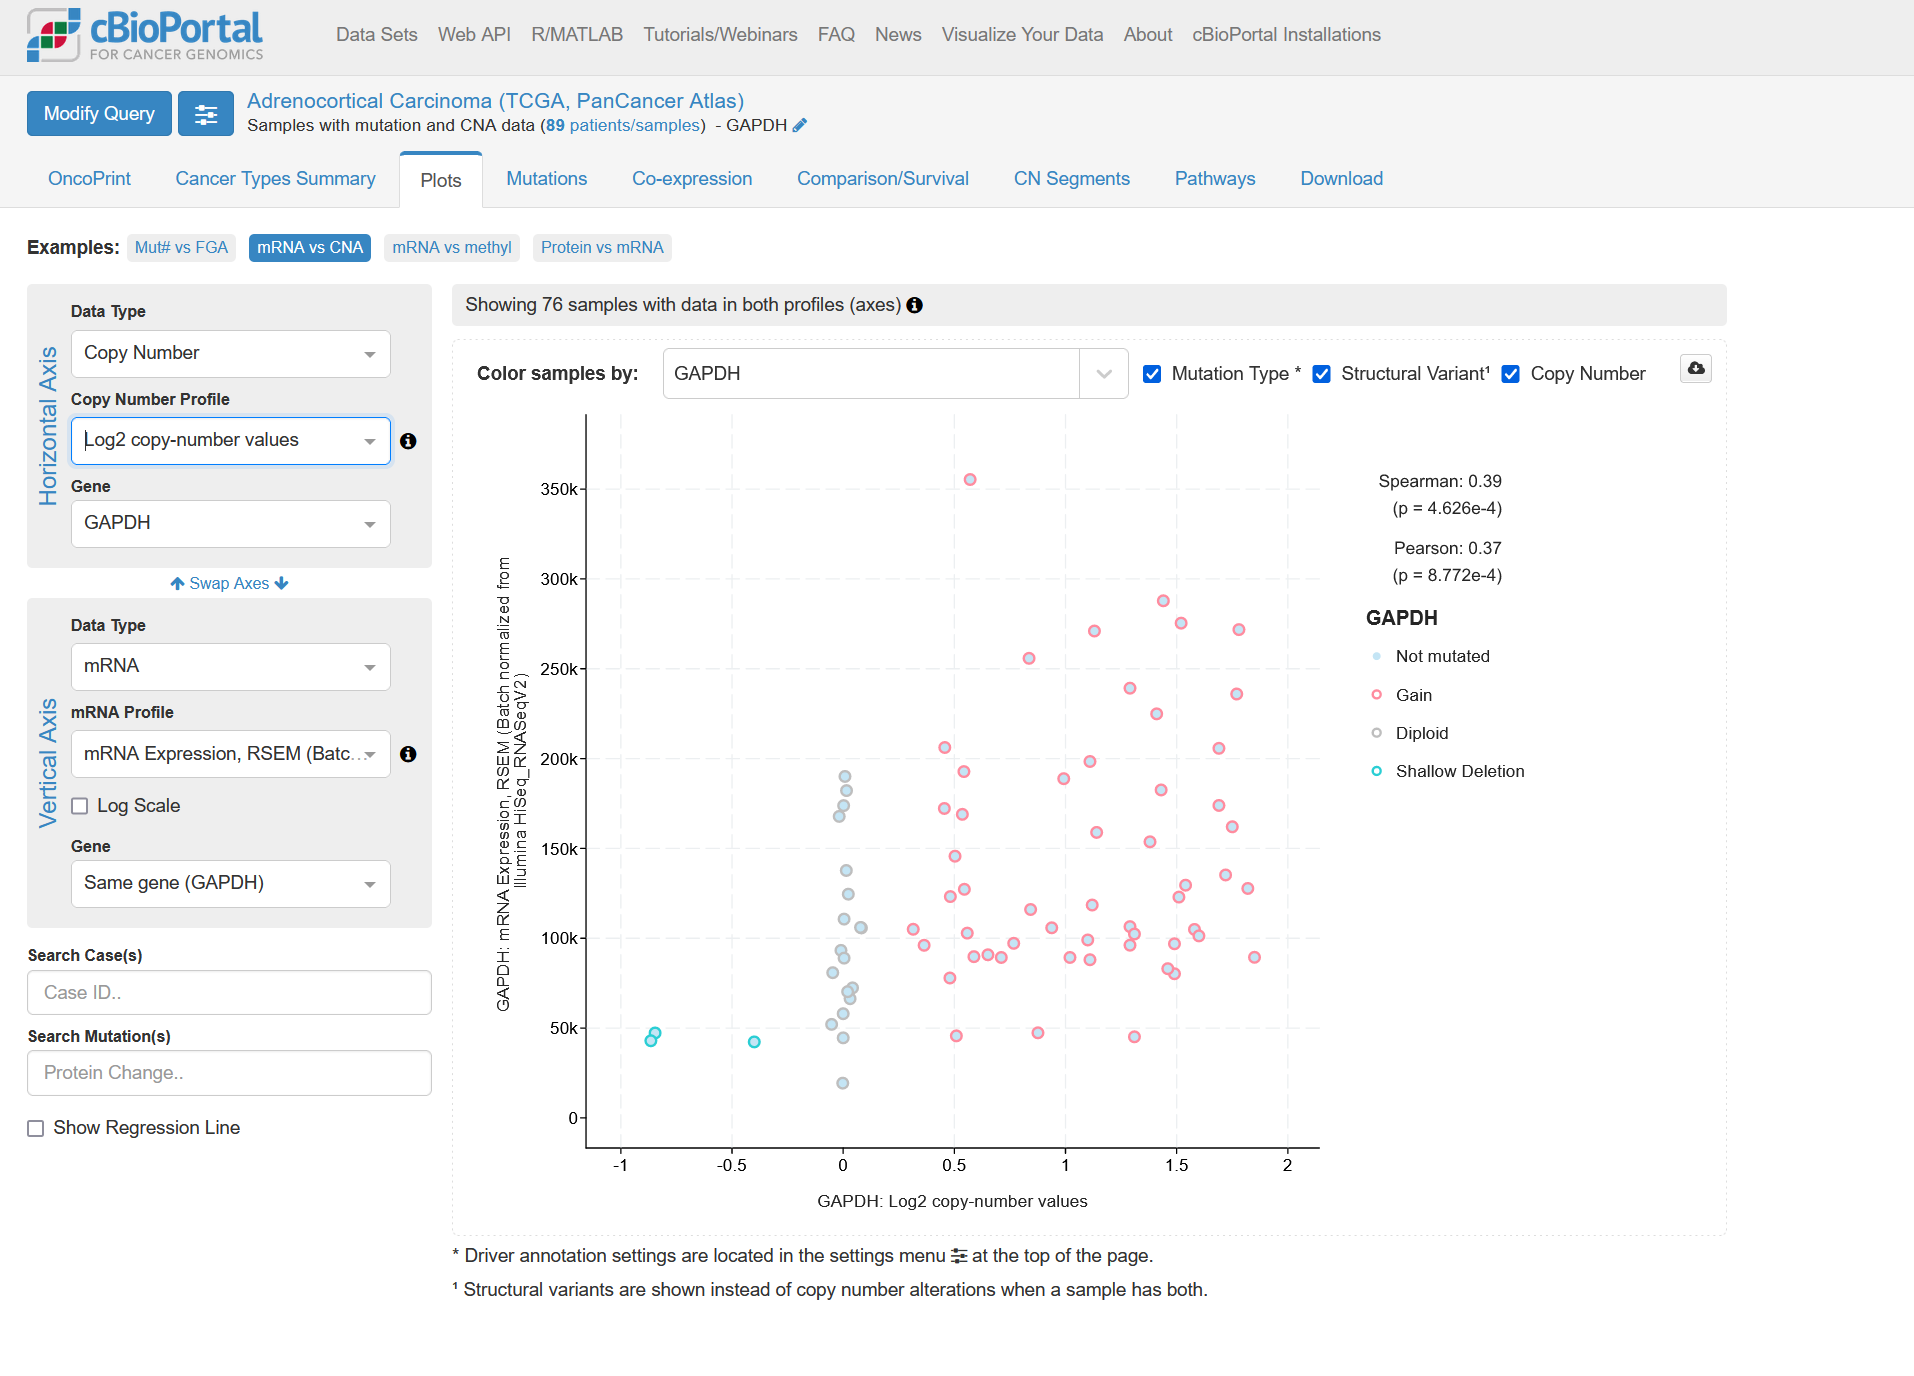 cBioPortal
FOR CANCER GENOMICS
Data Sets Web API R/MATLAB Tutorials/Webinars FAQ News Visualize Your Data About cBioPortal Installations
Modify Query
Adrenocortical Carcinoma (TCGA, PanCancer Atlas)
Samples with mutation and CNA data (89 patients/samples) - GAPDH
OncoPrint Cancer Types Summary Plots Mutations Co-expression Comparison/Survival CN Segments Pathways Download
Examples: Mut# vs FGA mRNA vs CNA mRNA vs methyl Protein vs mRNA
Horizontal Axis
Data Type
Copy Number
Copy Number Profile
Log2 copy-number values
Gene
GAPDH
Swap Axes
Vertical Axis
Data Type
mRNA
mRNA Profile
mRNA Expression, RSEM (Batc...
Log Scale
Gene
Same gene (GAPDH)
Search Case(s)
Case ID..
Search Mutation(s)
Protein Change..
Show Regression Line
Showing 76 samples with data in both profiles (axes)
Color samples by: GAPDH Mutation Type * Structural Variant¹ Copy Number
GAPDH: mRNA Expression, RSEM (Batch normalized from
Illumina HiSeq_RNASeqV2)
350k
300k
250k
200k
150k
100k
50k
0
-1 -0.5 0 0.5 1 1.5 2
GAPDH: Log2 copy-number values
Spearman: 0.39
(p = 4.626e-4)
Pearson: 0.37
(p = 8.772e-4)
GAPDH
Not mutated
Gain
Diploid
Shallow Deletion
* Driver annotation settings are located in the settings menu at the top of the page.
¹ Structural variants are shown instead of copy number alterations when a sample has both.